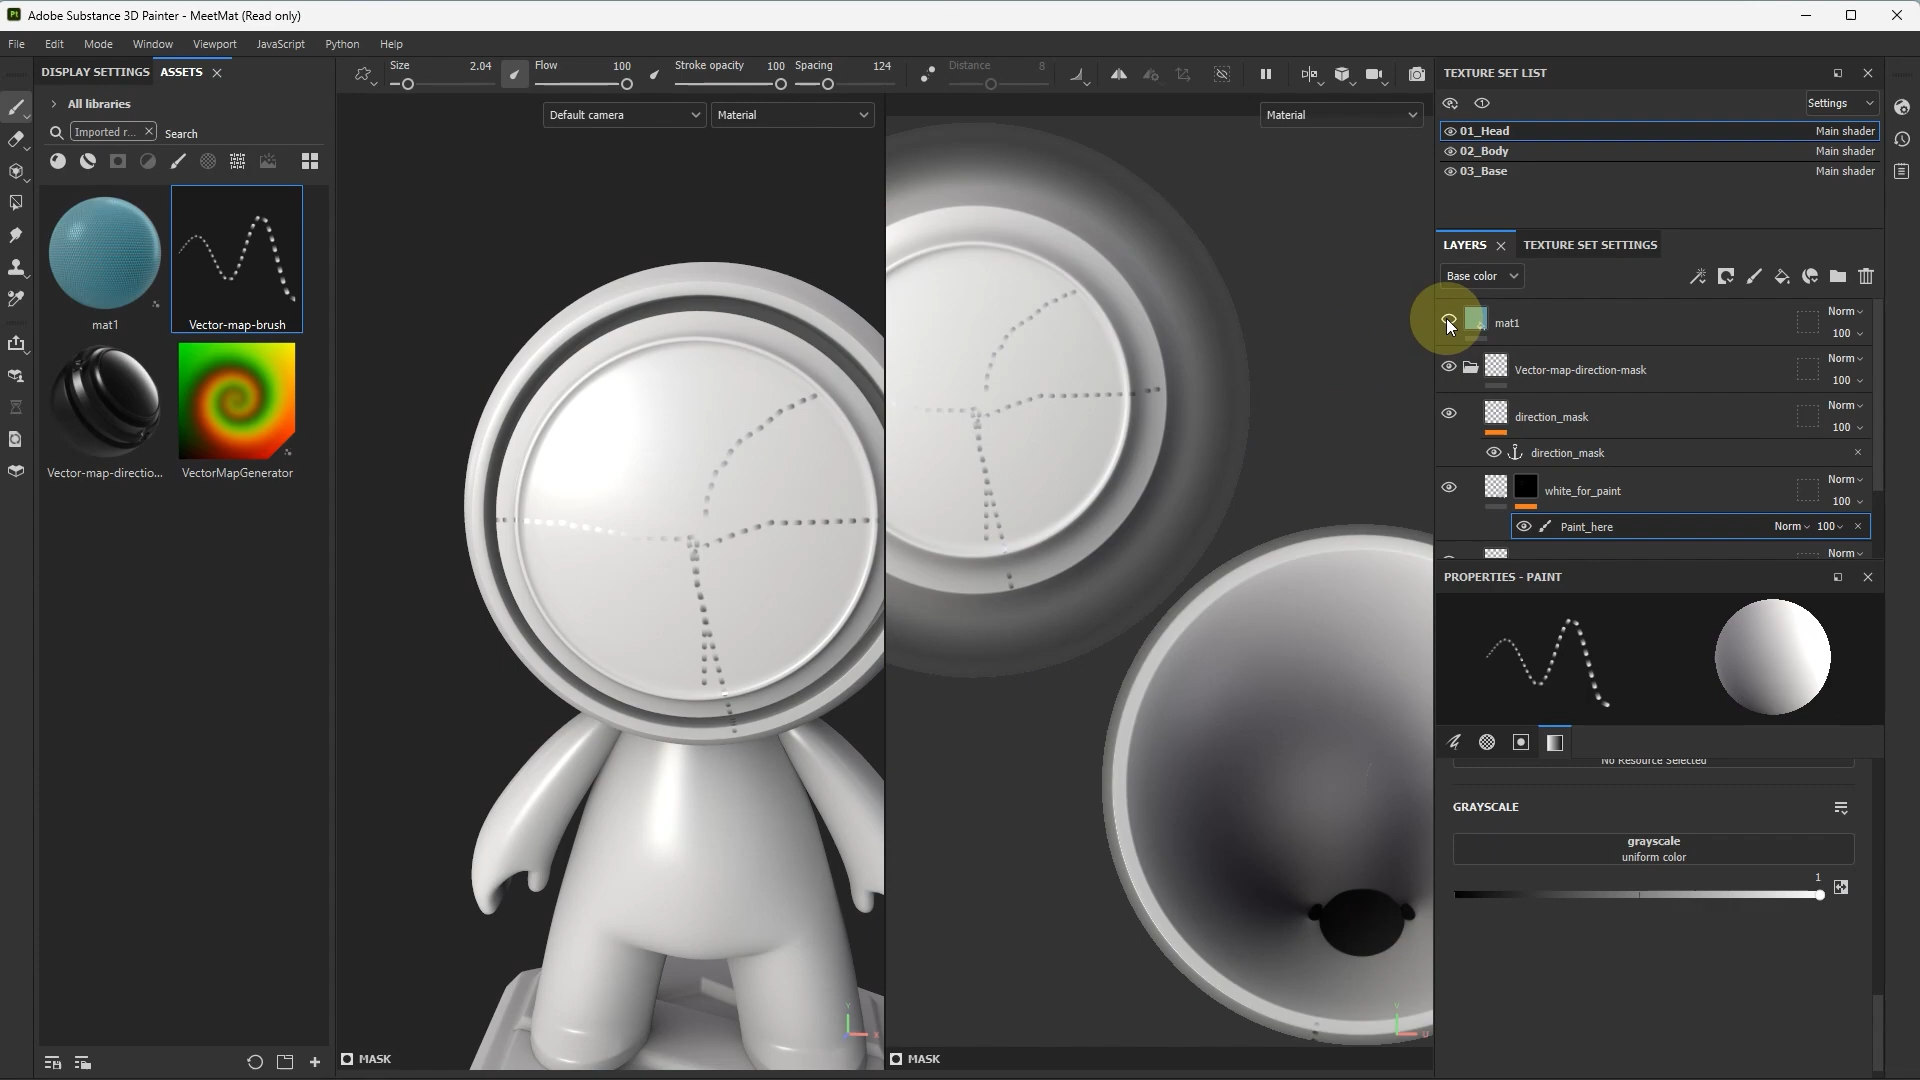 Pt Adobe Substance 3D Painter - MeetMat (Read only)
File Edit Mode Window Viewport JavaScript Python Help
DISPLAY SETTINGS ASSETS
Size 2.04 Flow 100 Stroke opacity 100 Spacing 124 Distance 8
TEXTURE SET LIST
All libraries
Settings
Imported r... Search
Default camera Material Material
01_Head Main shader
02_Body Main shader
03_Base Main shader
LAYERS TEXTURE SET SETTINGS
Base color
mat1 Vector-map-brush
Vector-map-directio... VectorMapGenerator
mat1 Norm 100
Vector-map-direction-mask Norm 100
direction_mask Norm 100
direction_mask
white_for_paint Norm 100
Paint_here Norm 100
Norm
PROPERTIES - PAINT
No Resource Selected
GRAYSCALE
grayscale
uniform color
1
Y
X
V
U
MASK MASK